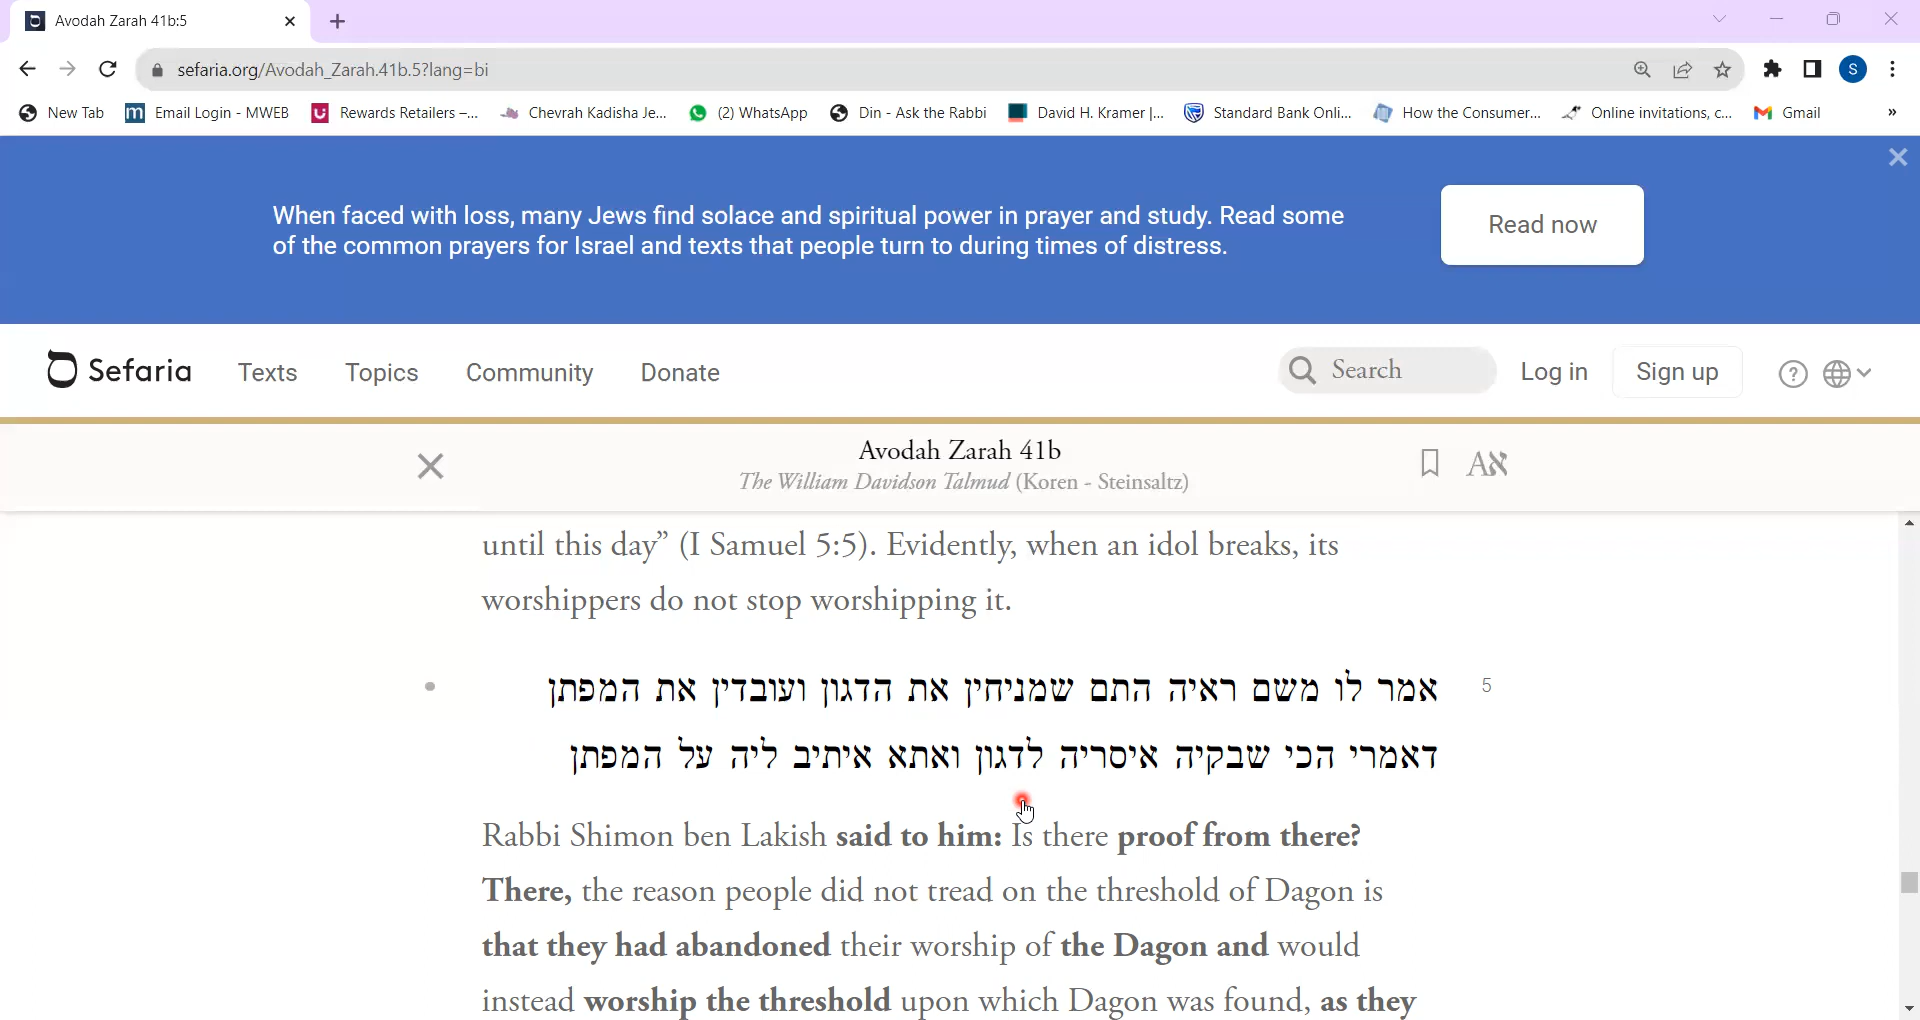 Avodah Zarah 41b:5
sefaria.org/Avodah_Zarah.41b.5?lang=bi
S
New Tab
Email Login - MWEB
Rewards Retailers –...
Chevrah Kadisha Je...
(2) WhatsApp
Din - Ask the Rabbi
David H. Kramer |...
Standard Bank Onli...
How the Consumer...
Online invitations, c...
Gmail
»
When faced with loss, many Jews find solace and spiritual power in prayer and study. Read some
of the common prayers for Israel and texts that people turn to during times of distress.
Read now
Sefaria
Texts
Topics
Community
Donate
Search
Log in
Sign up
Avodah Zarah 41b
The William Davidson Talmud (Koren - Steinsaltz)
Aא
until this day” (I Samuel 5:5). Evidently, when an idol breaks, its
worshippers do not stop worshipping it.
אמר לו משם ראיה התם שמניחין את הדגון ועובדין את המפתן
5
דאמרי הכי שבקיה איסריה לדגון ואתא איתיב ליה על המפתן
Rabbi Shimon ben Lakish said to him: Is there proof from there?
There, the reason people did not tread on the threshold of Dagon is
that they had abandoned their worship of the Dagon and would
instead worship the threshold upon which Dagon was found, as they